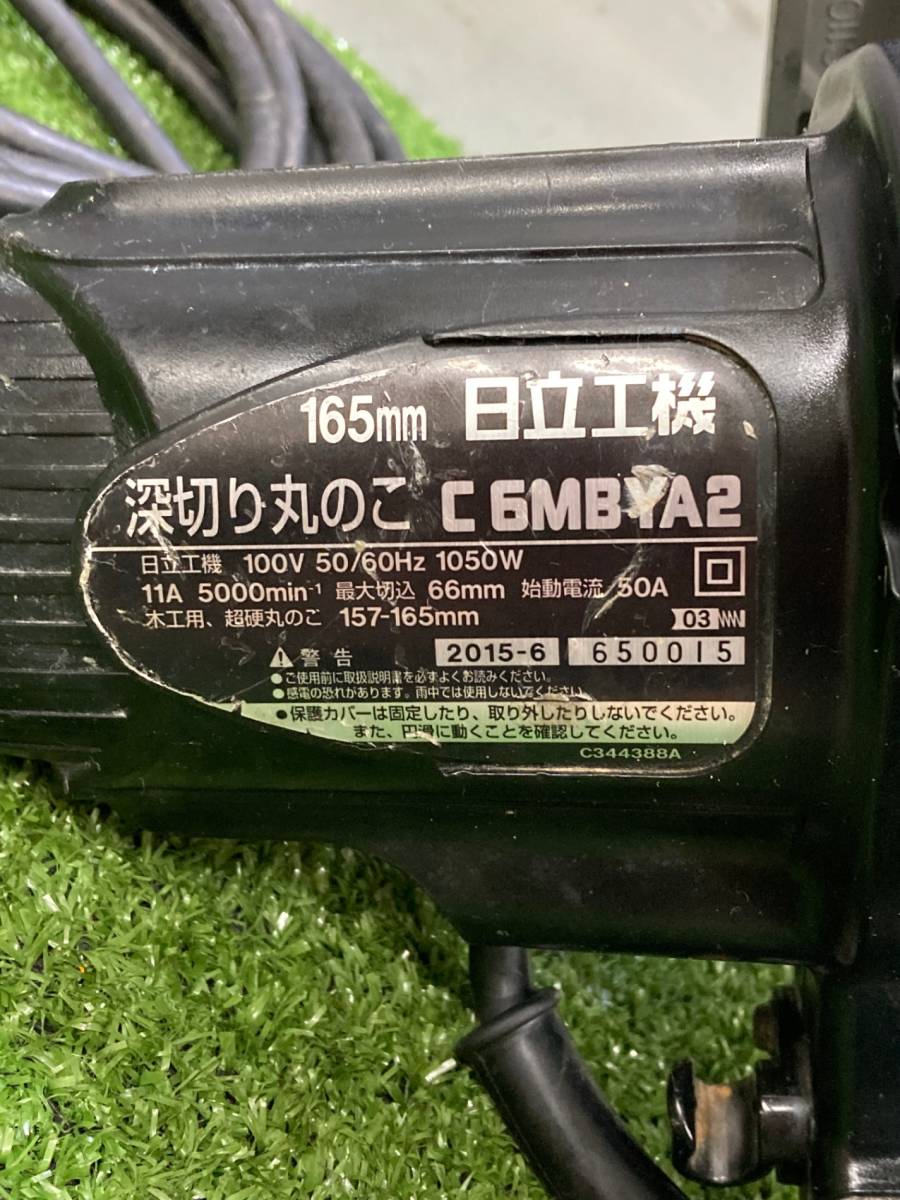 165mm 日立工機
深切り丸のこ C 6MBYA2
日立工機 100V 50/60Hz 1050W
11A 5000min-1 最大切込 66mm 始動電流 50A
木工用、超硬丸のこ 157-165mm 03
警告 2015-6 650015
●ご使用前に取扱説明書を必ずよくお読みください。
●感電の恐れがあります。雨中では使用しないでください。
●保護カバーは固定したり、取り外したりしないでください。
また、円滑に動くことを確認してください。
C344388A